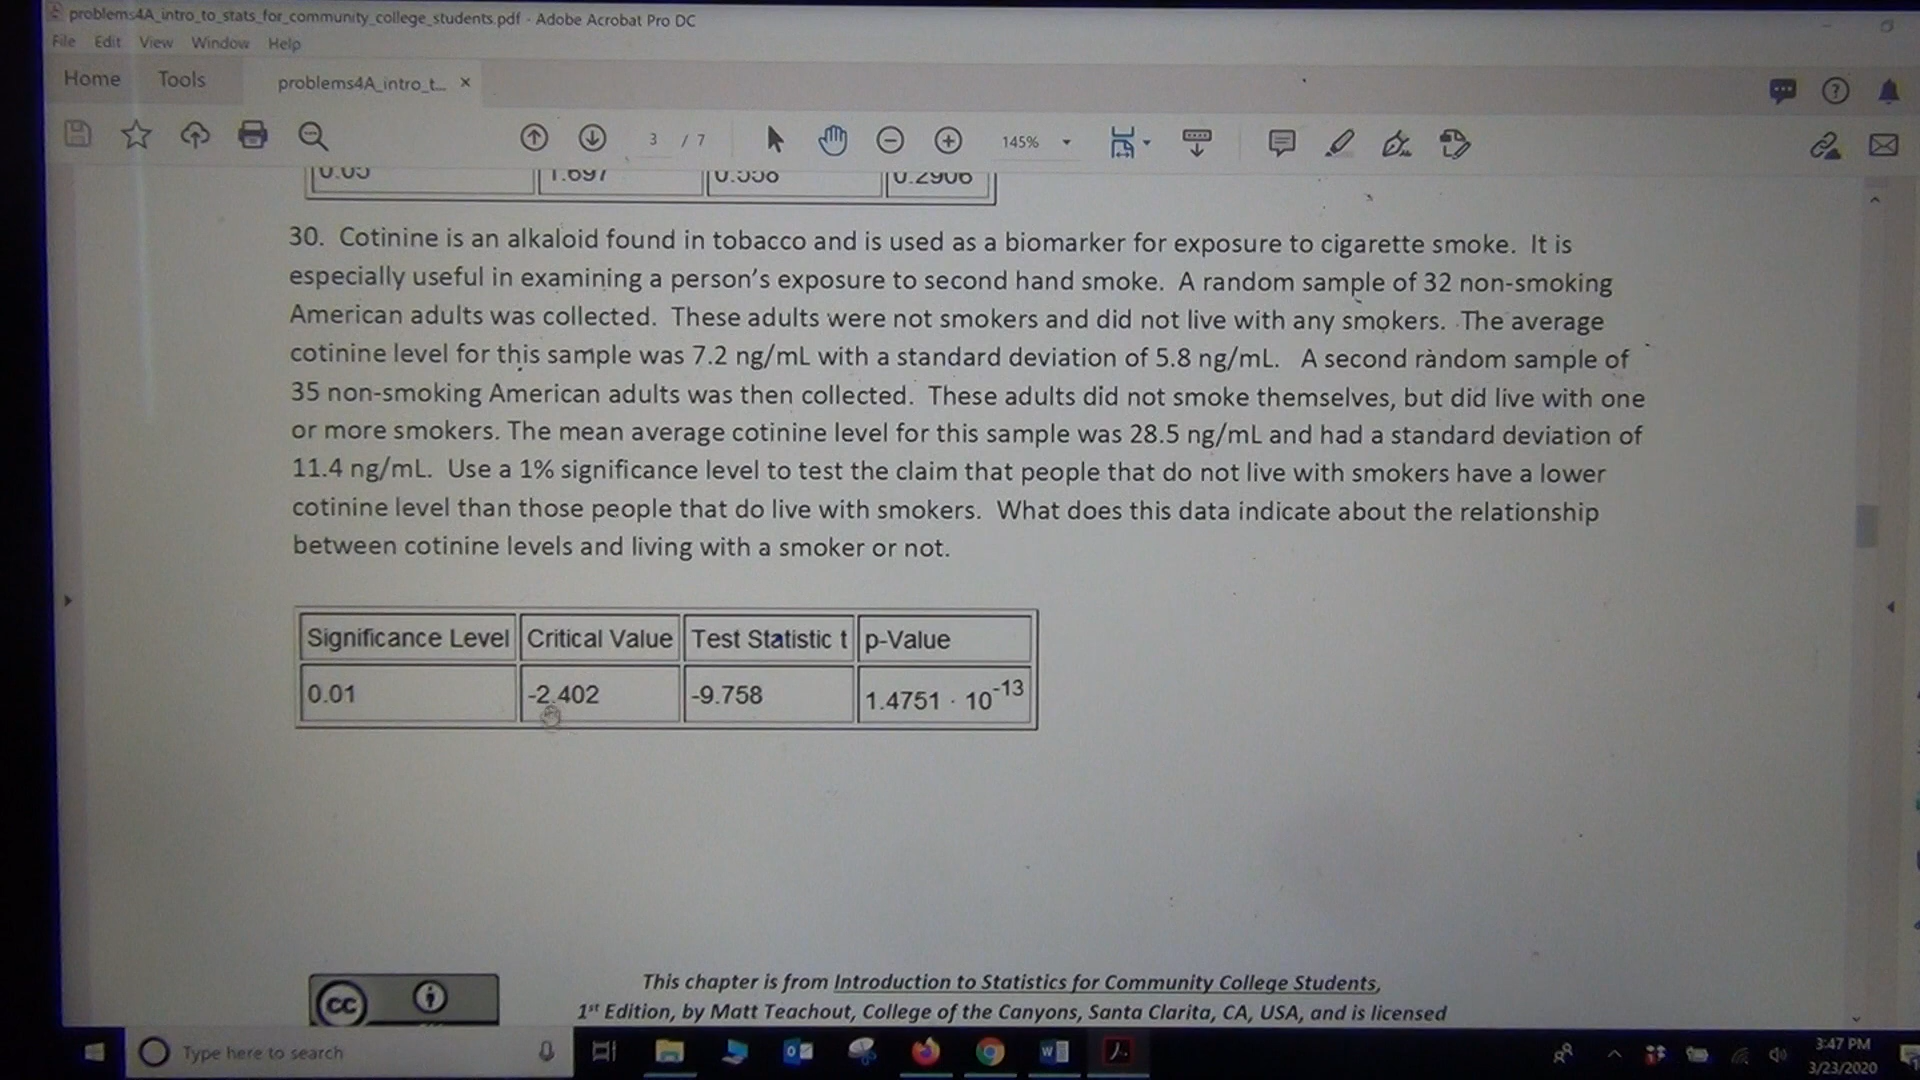 problems4A_intro_to_stats_for_community_college_students.pdf - Adobe Acrobat Pro DC
File Edit View Window Help
Home Tools problems4A_intro_t... ×
3 / 7 145%
0.05 1.697 0.558 0.2906
30. Cotinine is an alkaloid found in tobacco and is used as a biomarker for exposure to cigarette smoke. It is
especially useful in examining a person's exposure to second hand smoke. A random sample of 32 non-smoking
American adults was collected. These adults were not smokers and did not live with any smokers. The average
cotinine level for this sample was 7.2 ng/mL with a standard deviation of 5.8 ng/mL. A second random sample of
35 non-smoking American adults was then collected. These adults did not smoke themselves, but did live with one
or more smokers. The mean average cotinine level for this sample was 28.5 ng/mL and had a standard deviation of
11.4 ng/mL. Use a 1% significance level to test the claim that people that do not live with smokers have a lower
cotinine level than those people that do live with smokers. What does this data indicate about the relationship
between cotinine levels and living with a smoker or not.
Significance Level Critical Value Test Statistic t p-Value
0.01 -2.402 -9.758 1.4751 · 10⁻¹³
cc
This chapter is from Introduction to Statistics for Community College Students,
1st Edition, by Matt Teachout, College of the Canyons, Santa Clarita, CA, USA, and is licensed
Type here to search
3:47 PM
3/23/2020